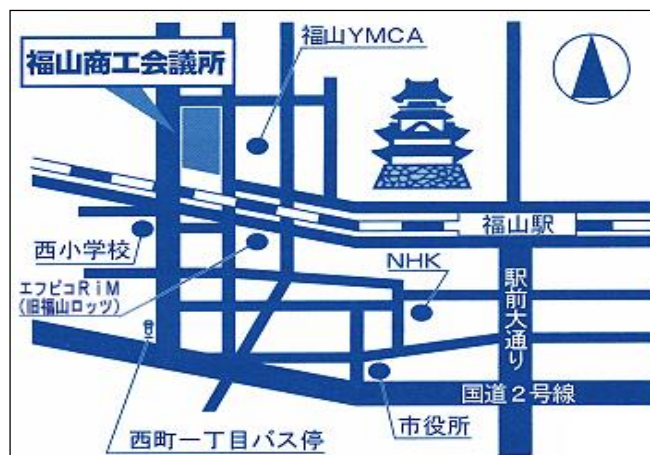 福山YMCA
福山商工会議所
福山駅
西小学校
NHK
エフピコRiM
(旧福山ロッツ)
駅前大通り
国道2号線
市役所
西町一丁目バス停